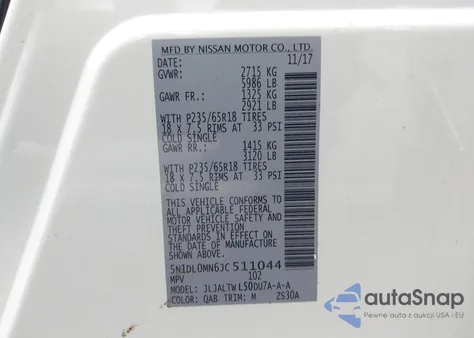 MFD BY NISSAN MOTOR CO., LTD.
DATE: 11/17
GVWR: 2715 KG
5986 LB
GAWR FR.: 1325 KG
2921 LB
WITH P235/65R18 TIRES
18 X 7.5 RIMS AT 33 PSI
COLD SINGLE
GAWR RR.: 1415 KG
3120 LB
WITH P235/65R18 TIRES
18 X 7.5 RIMS AT 33 PSI
COLD SINGLE
THIS VEHICLE CONFORMS TO
ALL APPLICABLE FEDERAL
MOTOR VEHICLE SAFETY AND
THEFT PREVENTION
STANDARDS IN EFFECT ON
THE DATE OF MANUFACTURE
SHOWN ABOVE.
5N1DL0MN6JC511044
MPV 102
MODEL: JLJALTWL50DU7A-A-A
COLOR: QAB TRIM: M ZS30A
autoSnap
Pewne auto z USA i EU